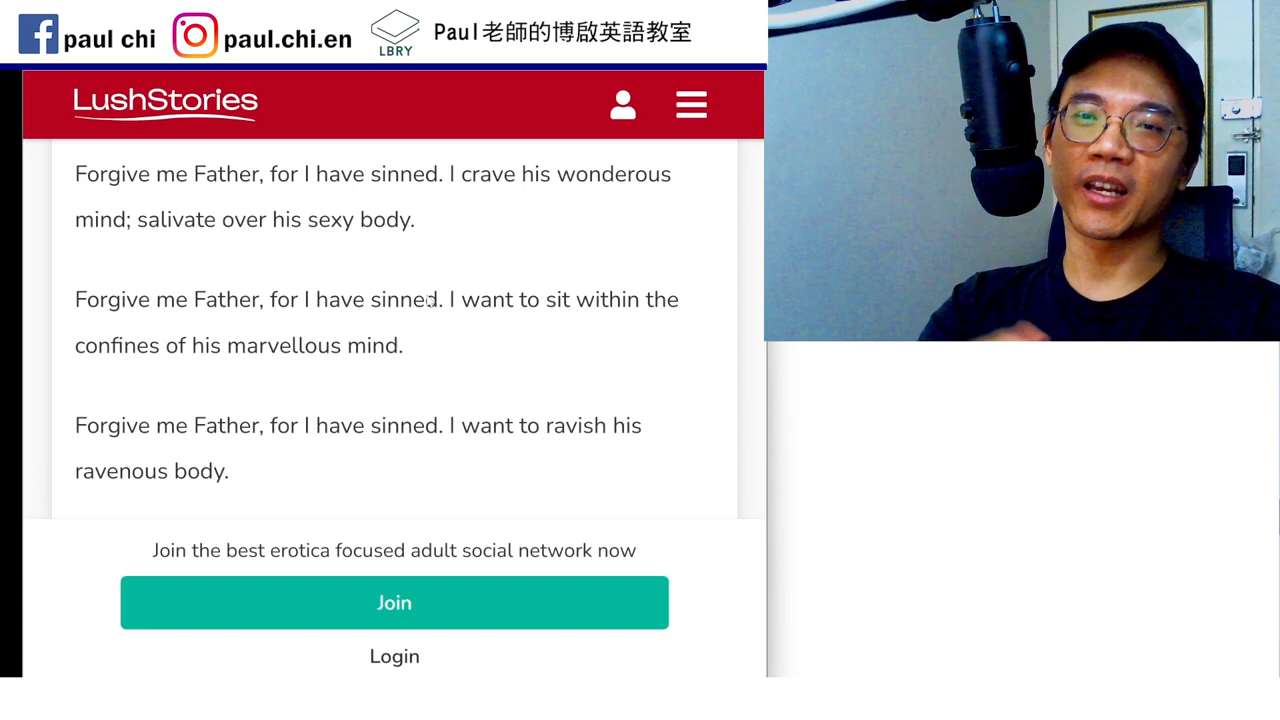 paul chi
paul.chi.en
LBRY
Paul老師的博啟英語教室
LushStories
Forgive me Father, for I have sinned. I crave his wonderous
mind; salivate over his sexy body.
Forgive me Father, for I have sinned. I want to sit within the
confines of his marvellous mind.
Forgive me Father, for I have sinned. I want to ravish his
ravenous body.
Join the best erotica focused adult social network now
Join
Login